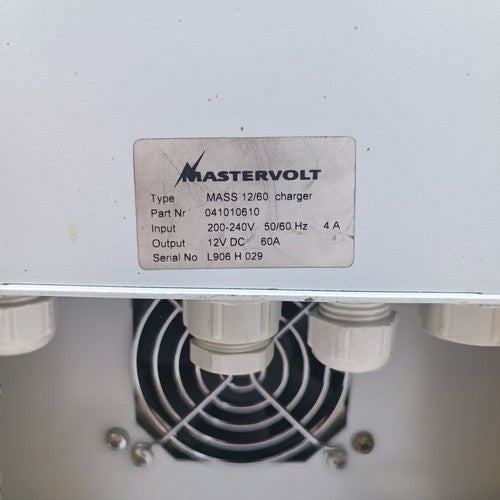 MASTERVOLT
Type MASS 12/60 charger
Part Nr 041010610
Input 200-240V 50/60 Hz 4 A
Output 12V DC 60A
Serial No L906 H 029